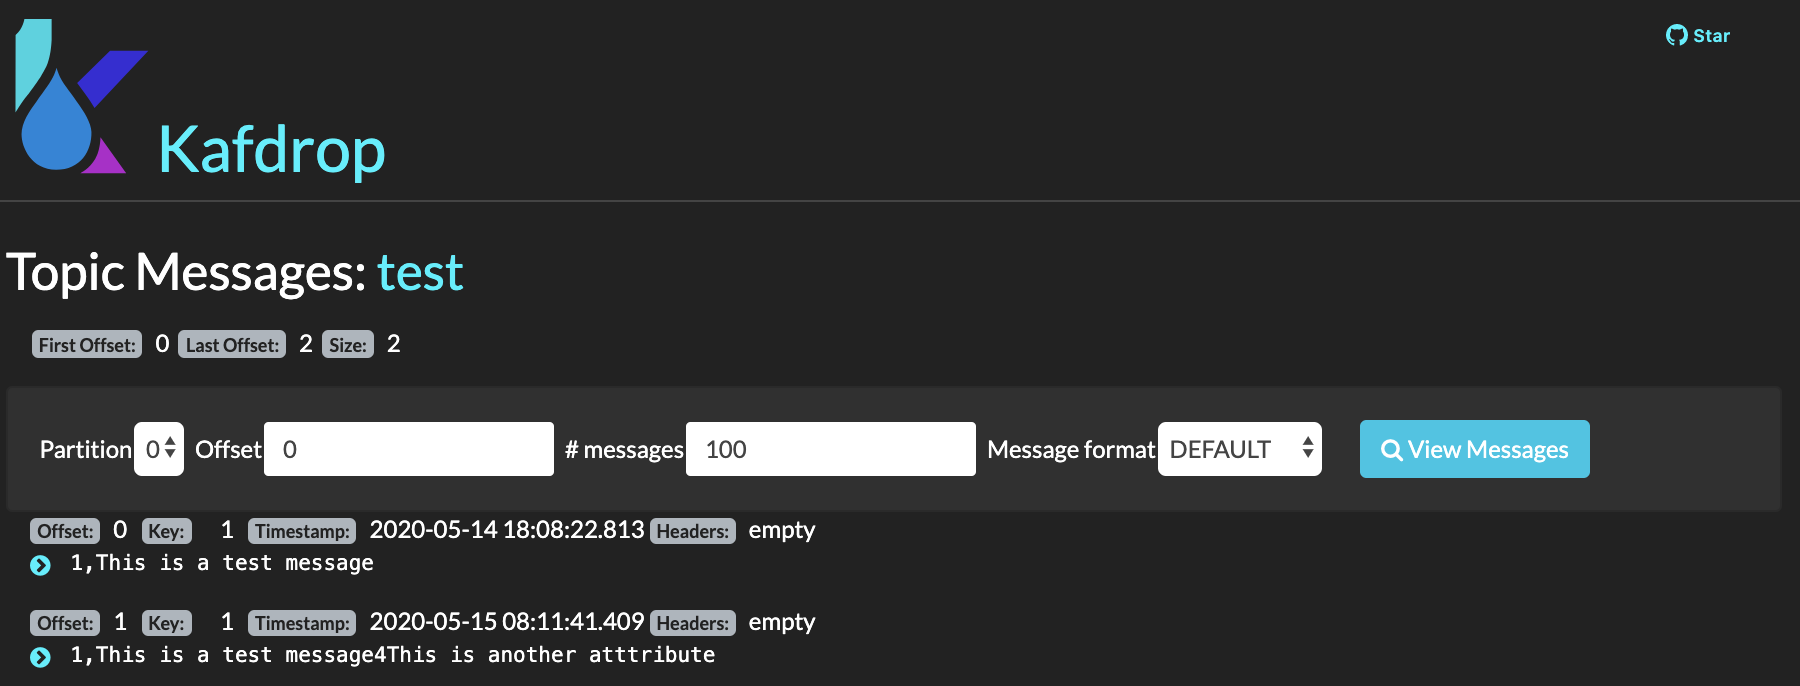 Star
Kafdrop
Topic Messages: test
First Offset: 0 Last Offset: 2 Size: 2
Partition 0 Offset 0 # messages 100 Message format DEFAULT View Messages
Offset: 0 Key: 1 Timestamp: 2020-05-14 18:08:22.813 Headers: empty
1,This is a test message
Offset: 1 Key: 1 Timestamp: 2020-05-15 08:11:41.409 Headers: empty
1,This is a test message4This is another atttribute